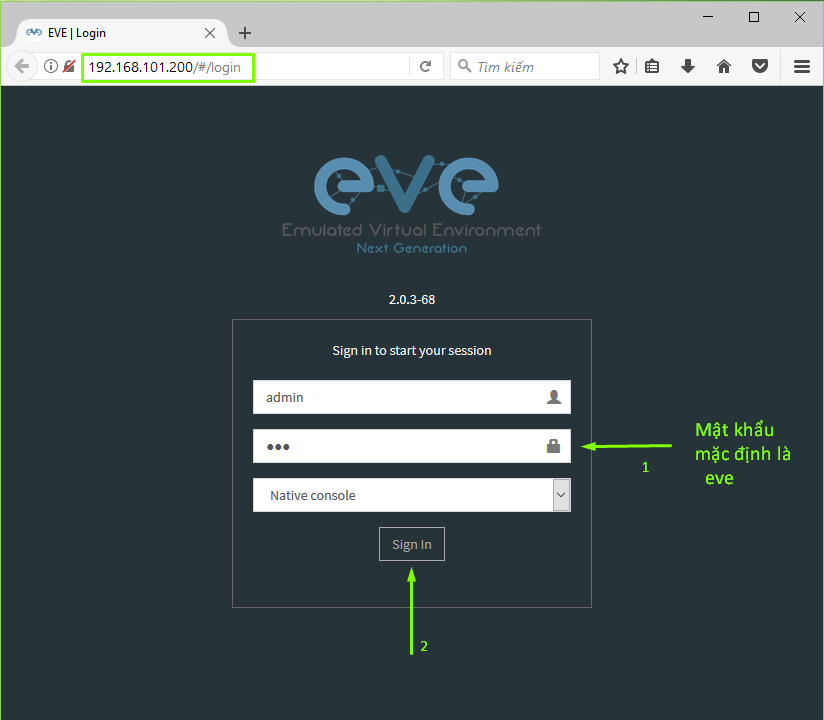 EVE | Login
192.168.101.200/#/login
Tìm kiếm
eve
Emulated Virtual Environment
Next Generation
2.0.3-68
Sign in to start your session
admin
Mật khẩu
mặc định là
eve
1
Native console
Sign In
2